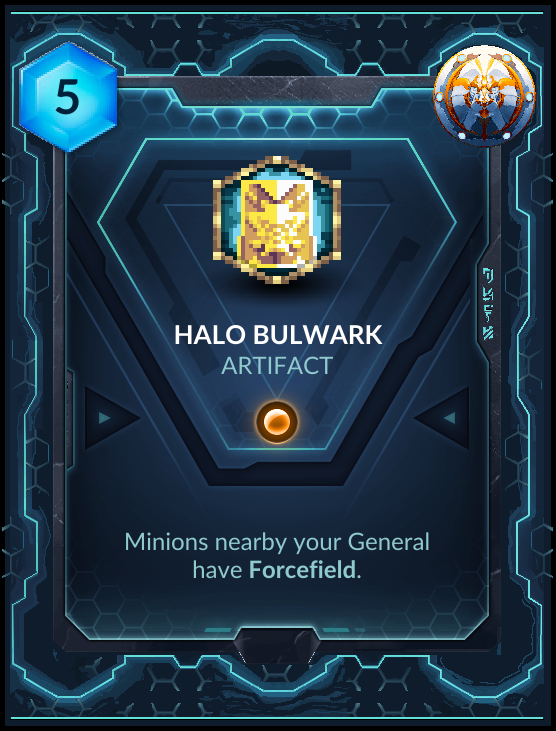 5
HALO BULWARK
ARTIFACT
Minions nearby your General
have Forcefield.